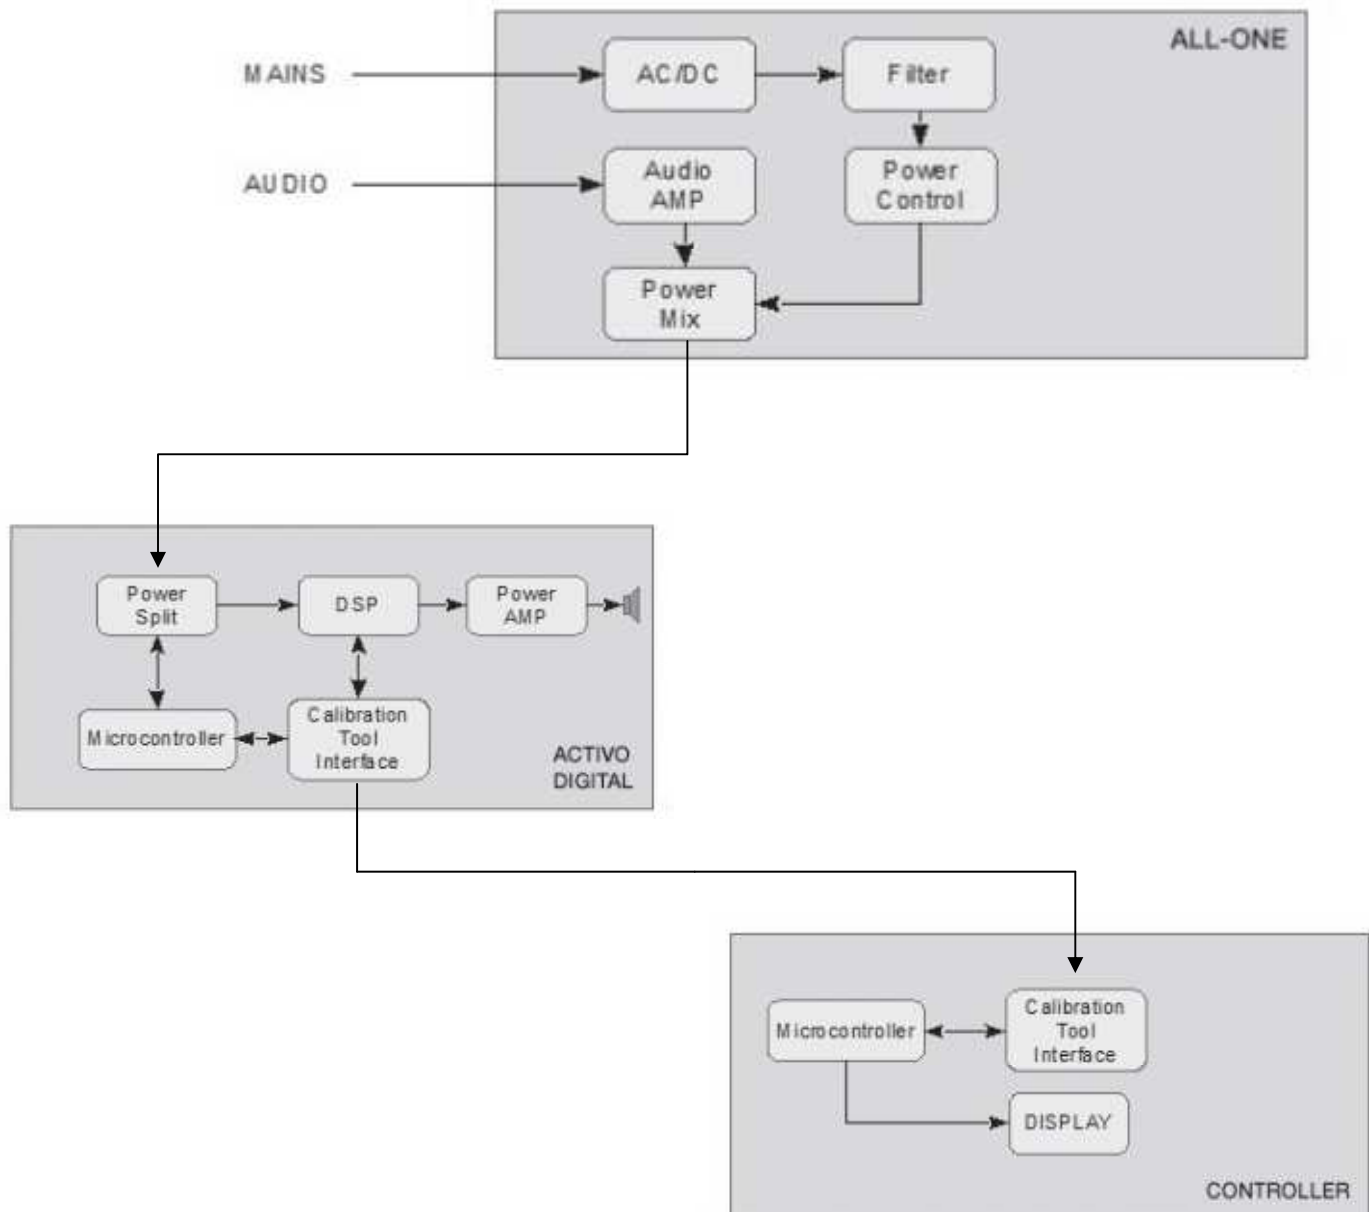 ALL-ONE
MAINS
AC/DC
Filter
AUDIO
Audio
AMP
Power
Control
Power
Mix
Power
Split
DSP
Power
AMP
Microcontroller
Calibration
Tool
Interface
ACTIVO
DIGITAL
Microcontroller
Calibration
Tool
Interface
DISPLAY
CONTROLLER